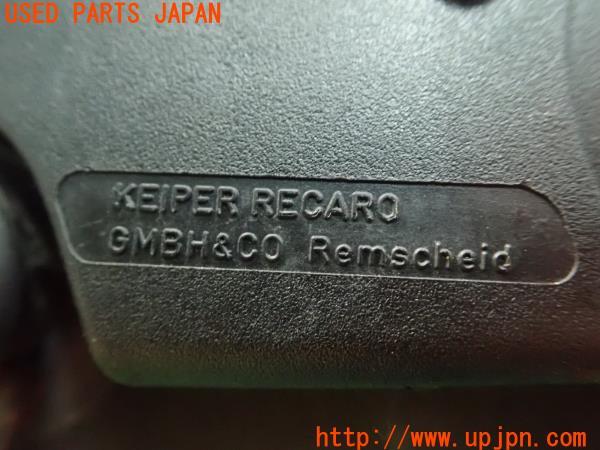 USED PARTS JAPAN
KEIPER RECARO
GMBH&CO Remscheid
http://www.upjpn.com/